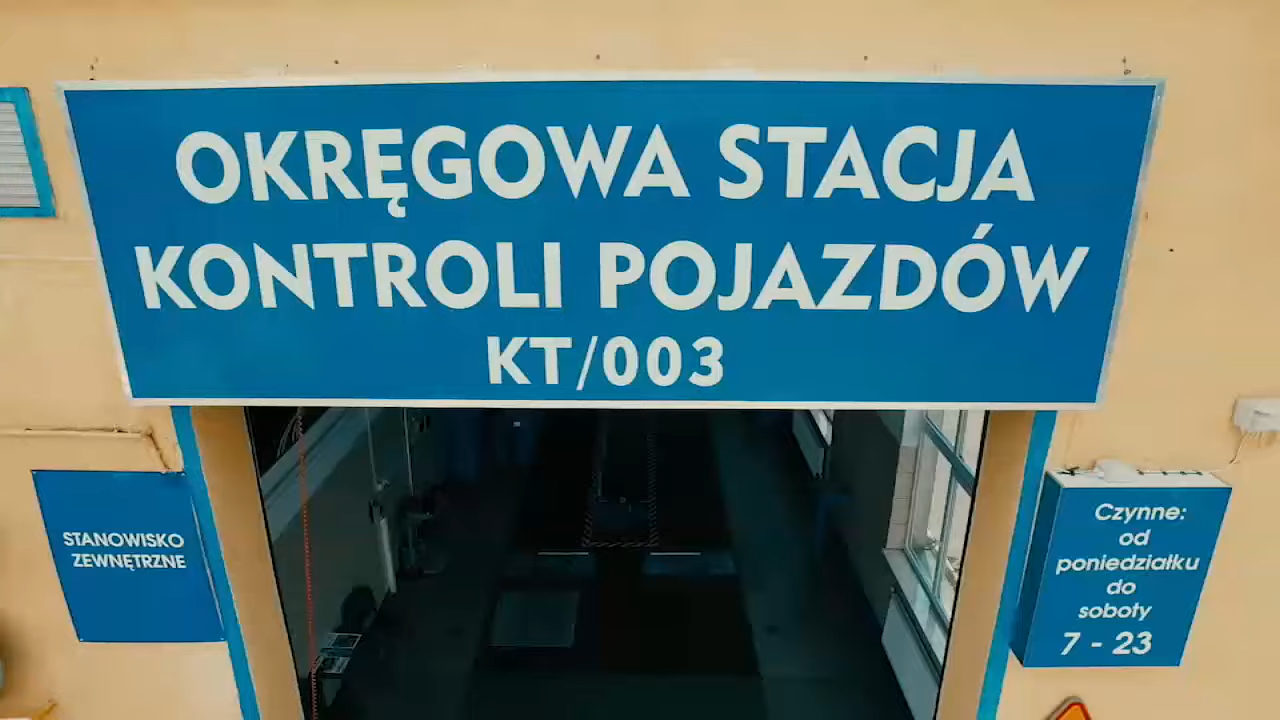 OKRĘGOWA STACJA
KONTROLI POJAZDÓW
KT/003
STANOWISKO
ZEWNĘTRZNE
Czynne:
od
poniedziałku
do
soboty
7 - 23